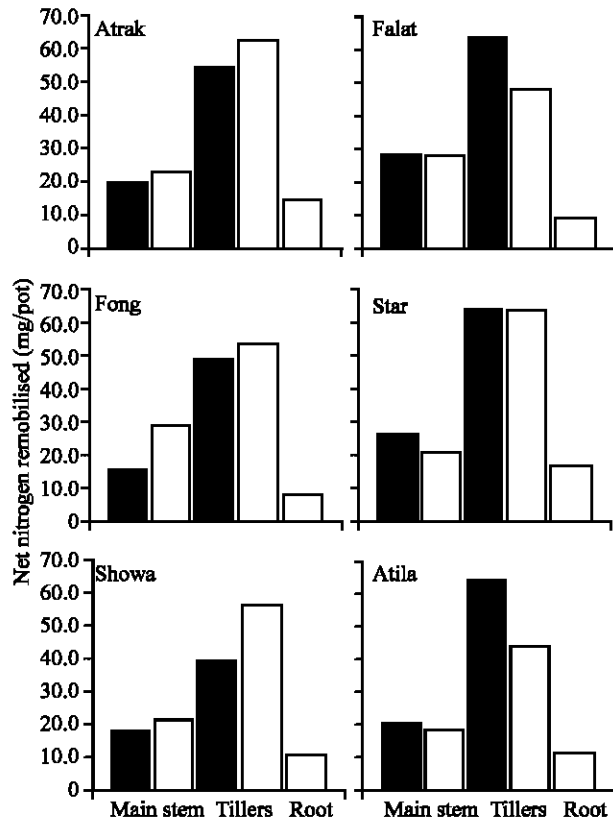 Net nitrogen remobilised (mg/pot)
Atrak
70.0
60.0
50.0
40.0
30.0
20.0
10.0
0
Falat
Fong
70.0
60.0
50.0
40.0
30.0
20.0
10.0
0
Star
Showa
70.0
60.0
50.0
40.0
30.0
20.0
10.0
0
Atila
Main stem Tillers Root
Main stem Tillers Root